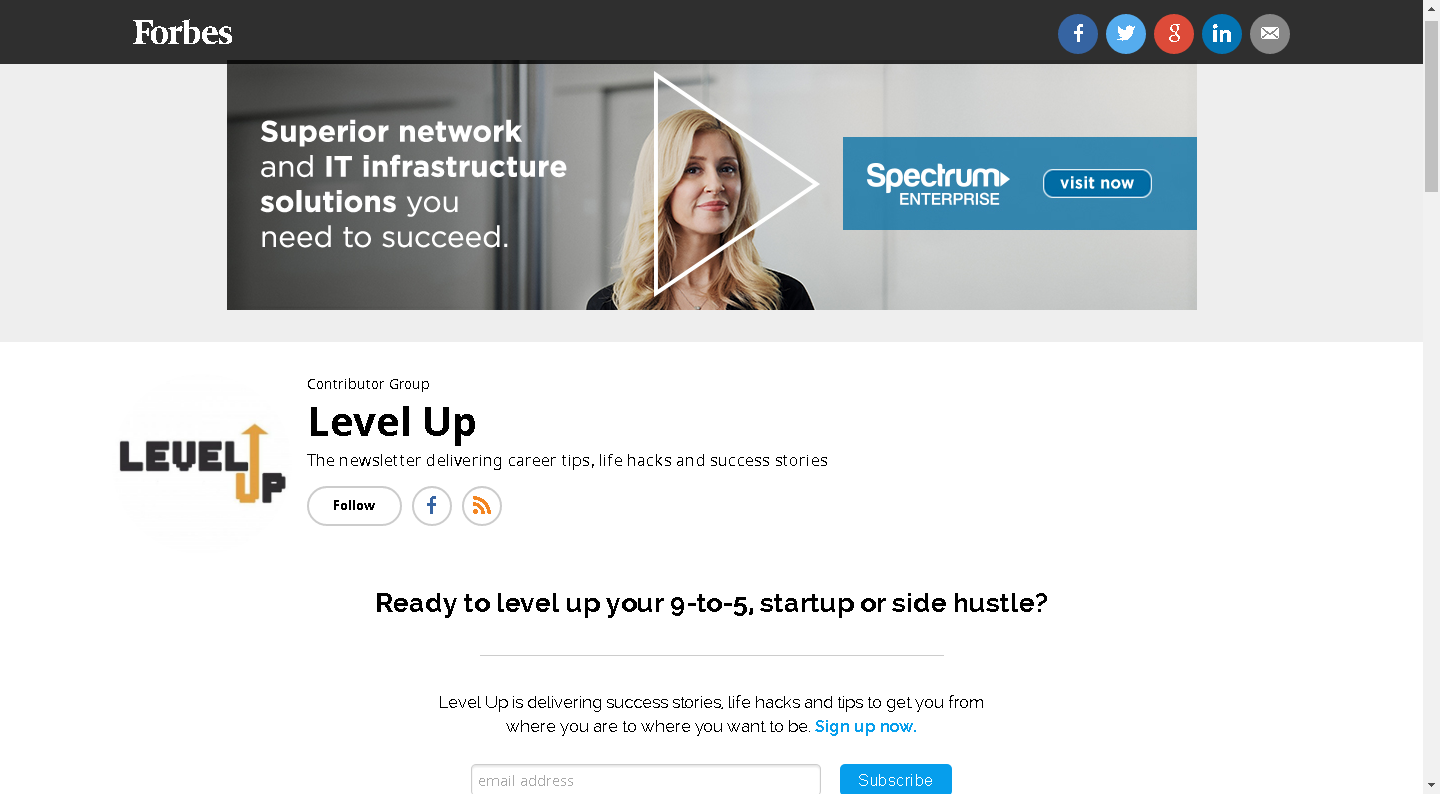 Forbes
Superior network
and IT infrastructure
solutions you
need to succeed.
Spectrum
ENTERPRISE
visit now
Contributor Group
Level Up
The newsletter delivering career tips, life hacks and success stories
LEVEL
UP
Follow
Ready to level up your 9-to-5, startup or side hustle?
Level Up is delivering success stories, life hacks and tips to get you from
where you are to where you want to be. Sign up now.
email address
Subscribe